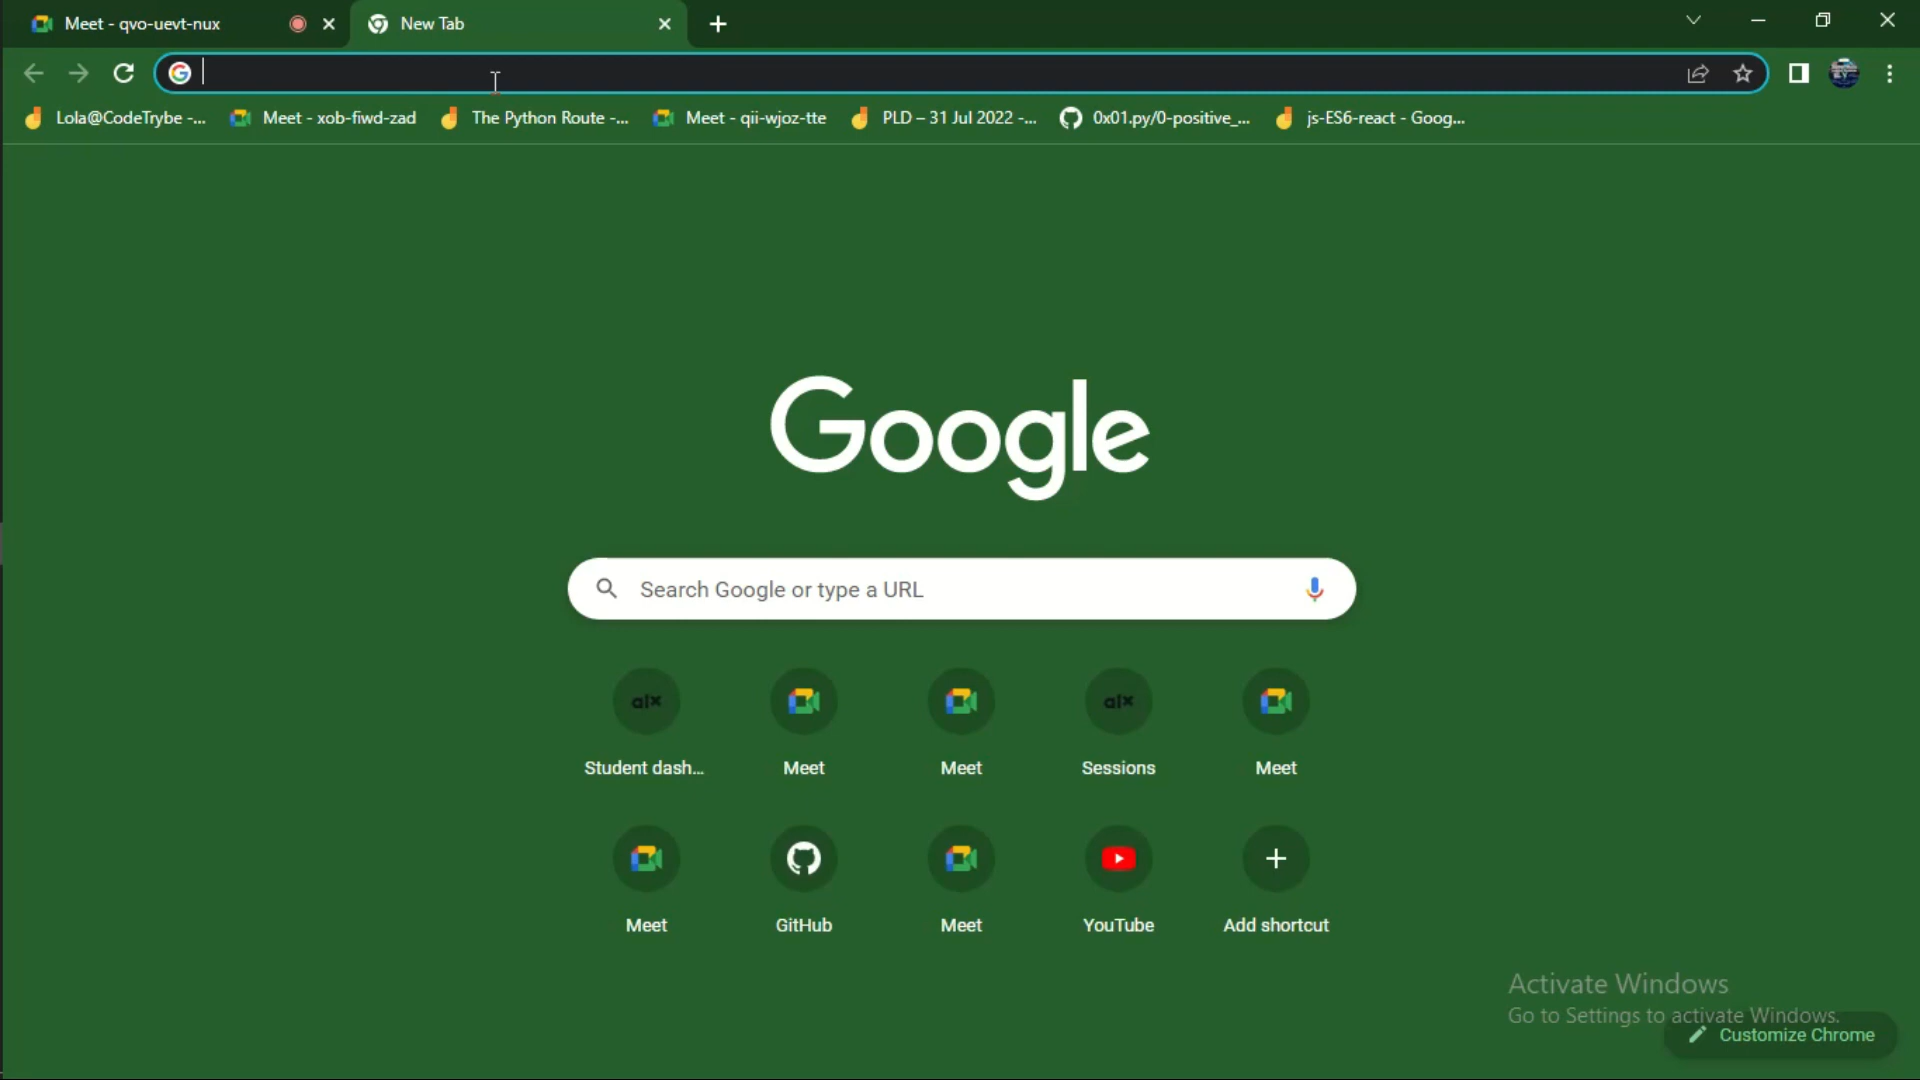 Meet - qvo-uevt-nux
New Tab
Lola@CodeTrybe -...
Meet - xob-fiwd-zad
The Python Route -...
Meet - qii-wjoz-tte
PLD – 31 Jul 2022 -...
0x01.py/0-positive_...
js-ES6-react - Goog...
Google
Search Google or type a URL
alx
alx
Student dash...
Meet
Meet
Sessions
Meet
Meet
GitHub
Meet
YouTube
Add shortcut
Activate Windows
Go to Settings to activate Windows.
Customize Chrome